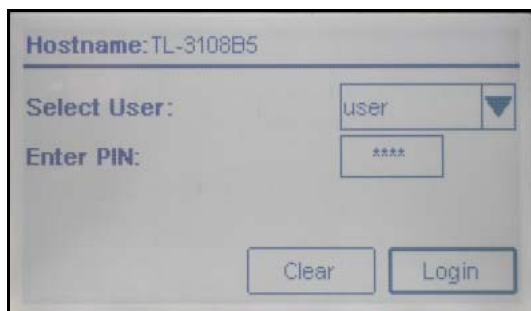 Hostname:TL-3108B5
Select User: user
Enter PIN: ****
Clear Login